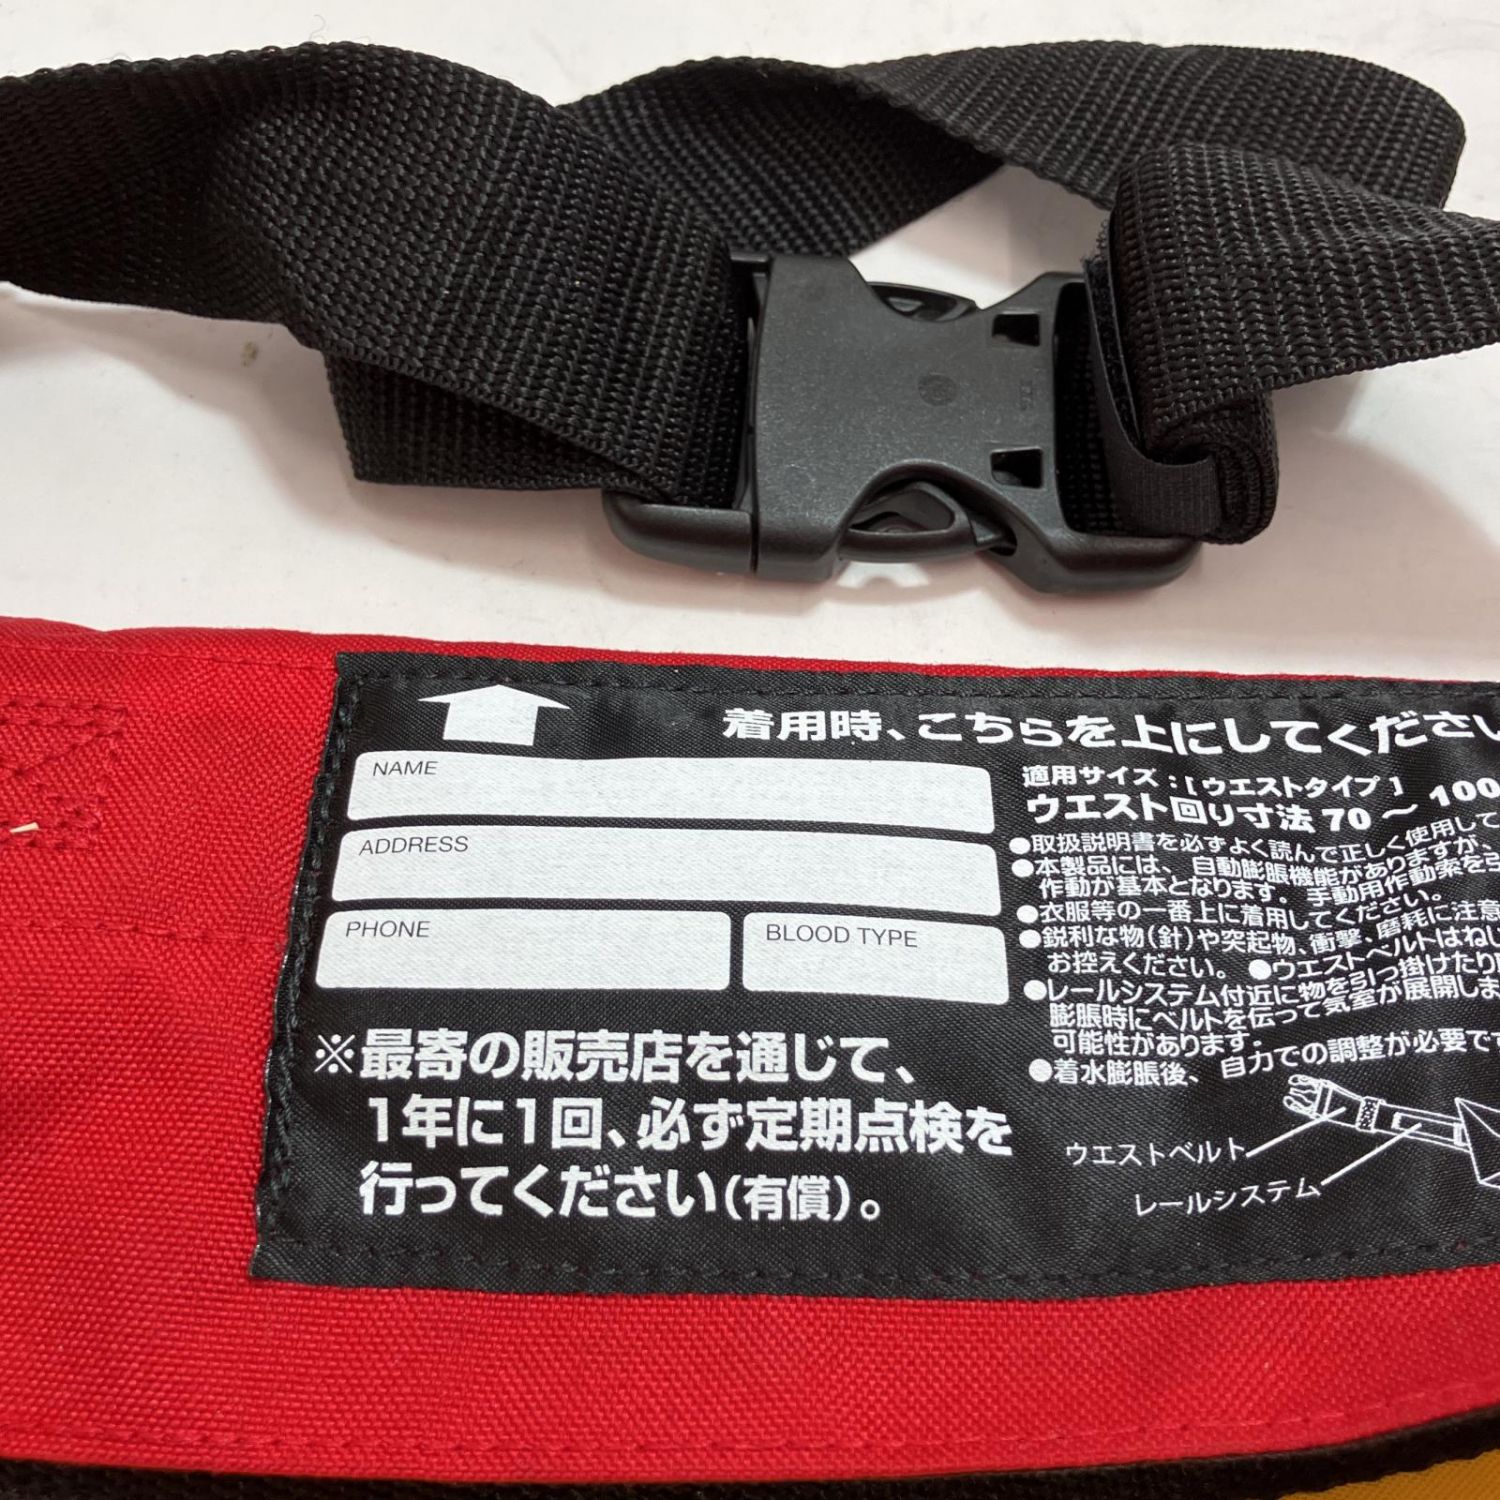 着用時、こちらを上にしてください
NAME
ADDRESS
PHONE
BLOOD TYPE
※最寄の販売店を通じて、
1年に1回、必ず定期点検を
行ってください(有償)。
適用サイズ:[ウエストタイプ]
ウエスト回り寸法70～100
●取扱説明書を必ずよく読んで正しく使用して
●本製品には、自動膨脹機能がありますが、
作動が基本となります。手動用作動索を引
●衣服等の一番上に着用してください。
●鋭利な物(針)や突起物、衝撃、磨耗に注意
お控えください。●ウエストベルトはねじ
●レールシステム付近に物を引っ掛けたり
膨脹時にベルトを伝って気室が展開しま
可能性があります。
●着水膨脹後、自力での調整が必要です
ウエストベルト
レールシステム